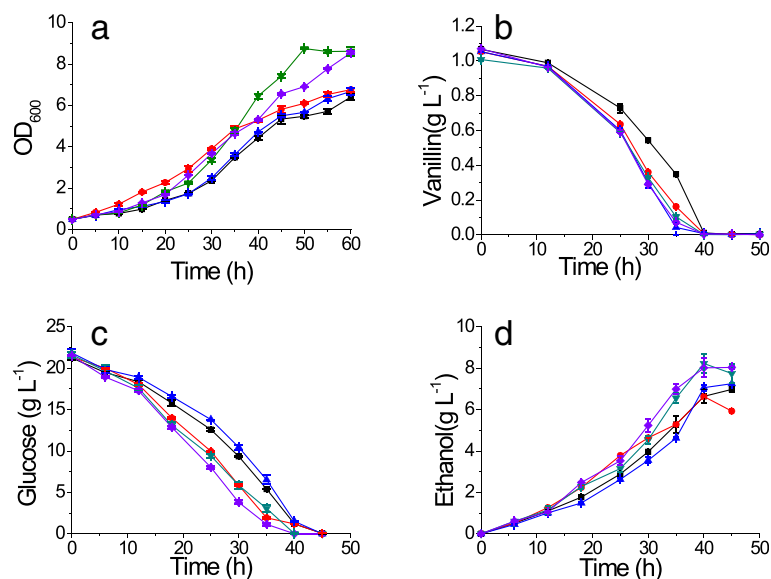 a
10
8
6
4
2
0
OD600
0 10 20 30 40 50 60
Time (h)
b
1.2
1.0
0.8
0.6
0.4
0.2
0.0
Vanillin(g L-1)
0 10 20 30 40 50
Time (h)
c
25
20
15
10
5
0
Glucose (g L-1)
0 10 20 30 40 50
Time (h)
d
10
8
6
4
2
0
Ethanol(g L-1)
0 10 20 30 40 50
Time (h)